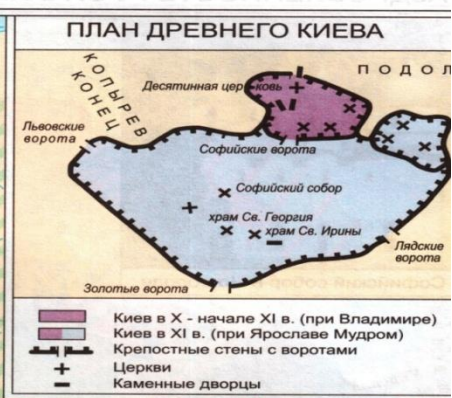 ПЛАН ДРЕВНЕГО КИЕВА
КОПЫРЕВ
КОНЕЦ
Десятинная церковь
ПОДОЛ
Львовские
ворота
Софийские ворота
Софийский собор
храм Св. Георгия
храм Св. Ирины
Лядские
ворота
Золотые ворота
Киев в X - начале XI в. (при Владимире)
Киев в XI в. (при Ярославе Мудром)
Крепостные стены с воротами
Церкви
Каменные дворцы